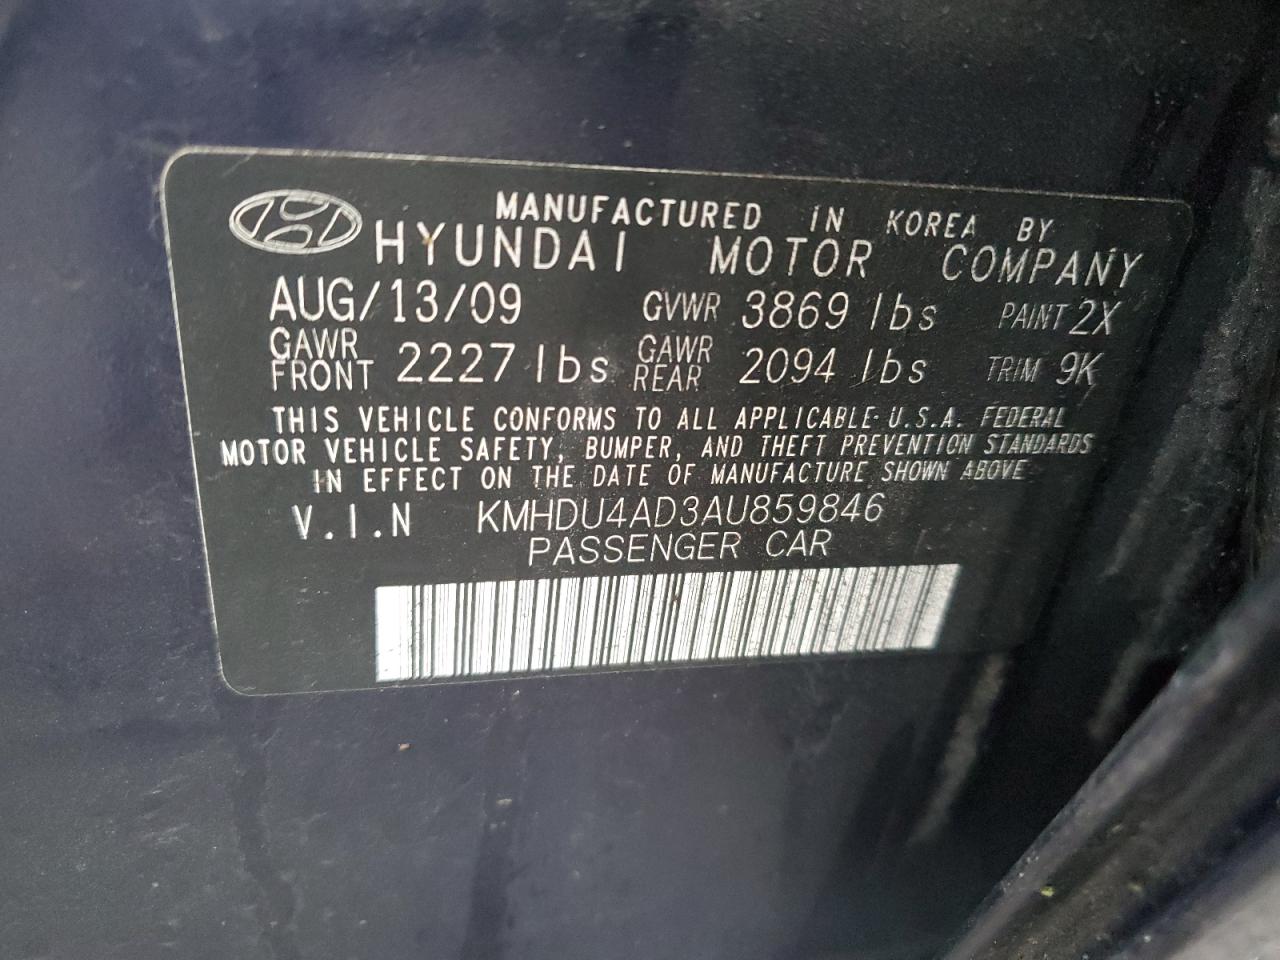 MANUFACTURED IN KOREA BY
HYUNDAI MOTOR COMPANY
AUG/13/09 GVWR 3869 lbs PAINT 2X
GAWR FRONT 2227 lbs GAWR REAR 2094 lbs TRIM 9K
THIS VEHICLE CONFORMS TO ALL APPLICABLE U.S.A. FEDERAL
MOTOR VEHICLE SAFETY, BUMPER, AND THEFT PREVENTION STANDARDS
IN EFFECT ON THE DATE OF MANUFACTURE SHOWN ABOVE
V.I.N KMHDU4AD3AU859846
PASSENGER CAR